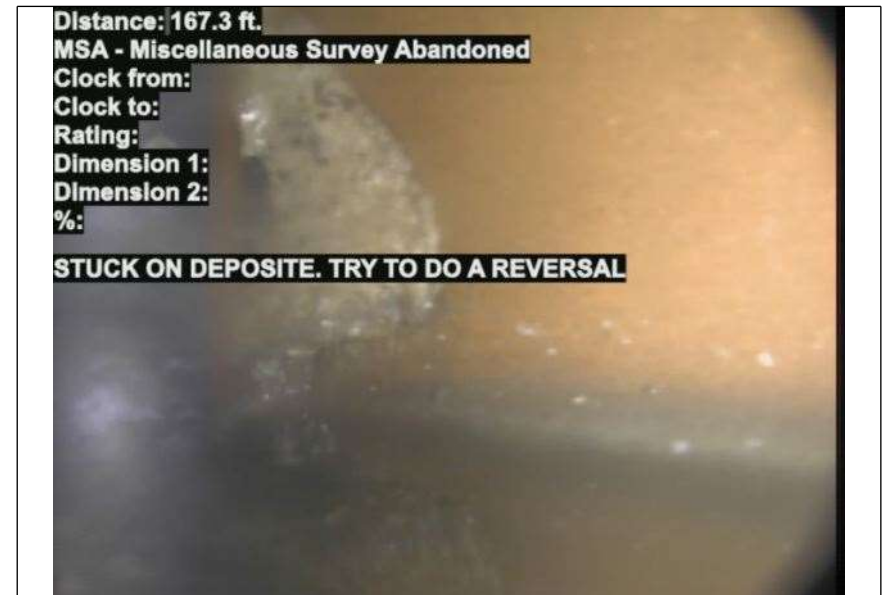 Distance: 167.3 ft.
MSA - Miscellaneous Survey Abandoned
Clock from:
Clock to:
Rating:
Dimension 1:
Dimension 2:
%:
STUCK ON DEPOSITE. TRY TO DO A REVERSAL